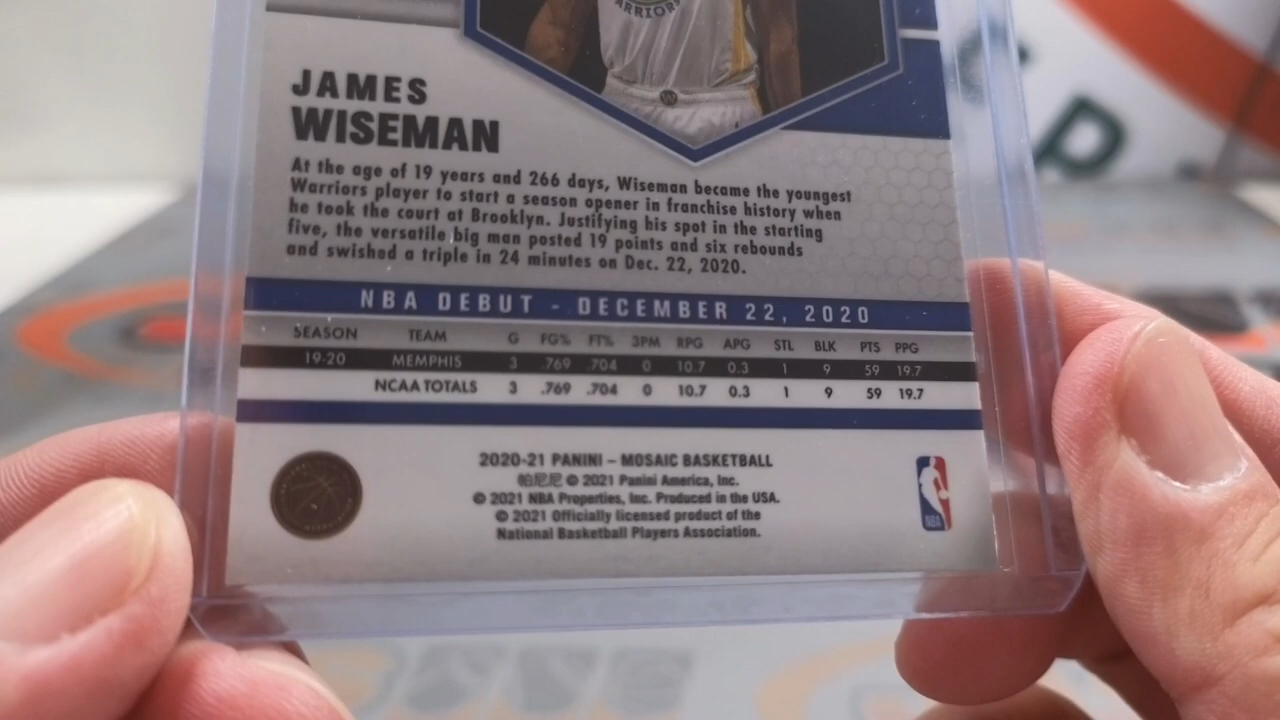 WARRIORS
JAMES
WISEMAN
At the age of 19 years and 266 days, Wiseman became the youngest
Warriors player to start a season opener in franchise history when
he took the court at Brooklyn. Justifying his spot in the starting
five, the versatile big man posted 19 points and six rebounds
and swished a triple in 24 minutes on Dec. 22, 2020.
NBA DEBUT - DECEMBER 22, 2020
SEASON TEAM G FG% FT% 3PM RPG APG STL BLK PTS PPG
19-20 MEMPHIS 3 .769 .704 0 10.7 0.3 1 9 59 19.7
NCAA TOTALS 3 .769 .704 0 10.7 0.3 1 9 59 19.7
2020-21 PANINI – MOSAIC BASKETBALL
帕尼尼 © 2021 Panini America, Inc.
© 2021 NBA Properties, Inc. Produced in the USA.
© 2021 Officially licensed product of the
National Basketball Players Association.
NBA